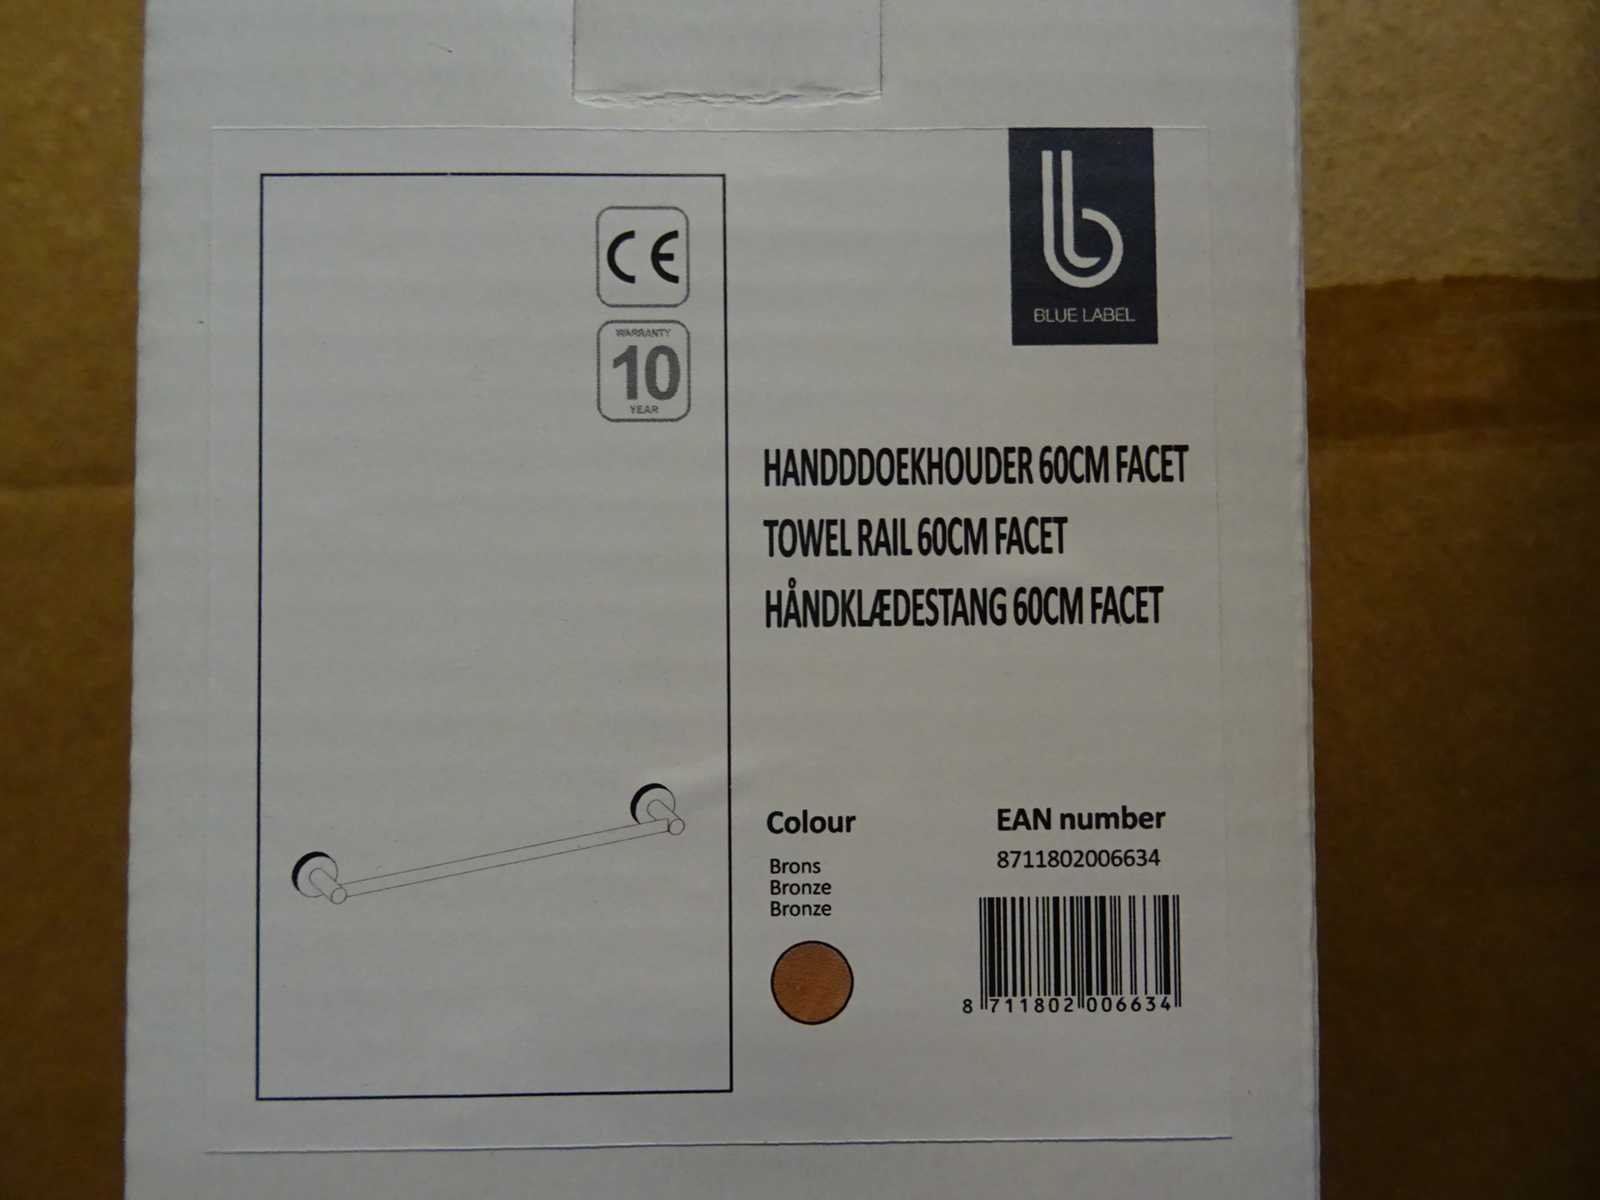 CE
WARRANTY
10
YEAR
b
BLUE LABEL
HANDDDOEKHOUDER 60CM FACET
TOWEL RAIL 60CM FACET
HÅNDKLÆDESTANG 60CM FACET
Colour
Brons
Bronze
Bronze
EAN number
8711802006634
8 711802 006634